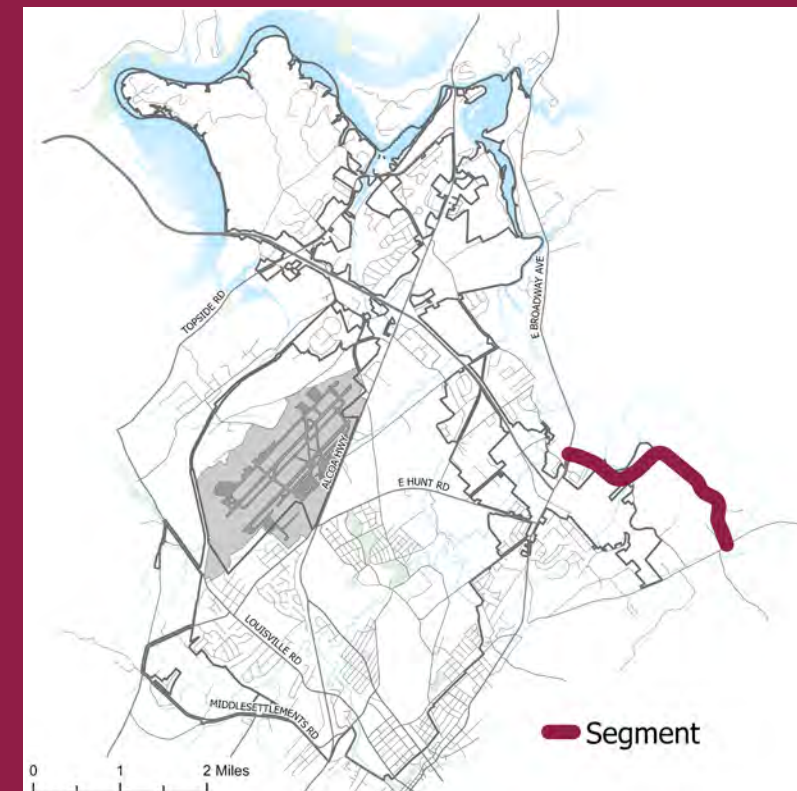 TOPSIDE RD
E BROADWAY AVE
ALCOA HWY
E HUNT RD
LOUISVILLE RD
MIDDLESETTLEMENTS RD
Segment
0 1 2 Miles